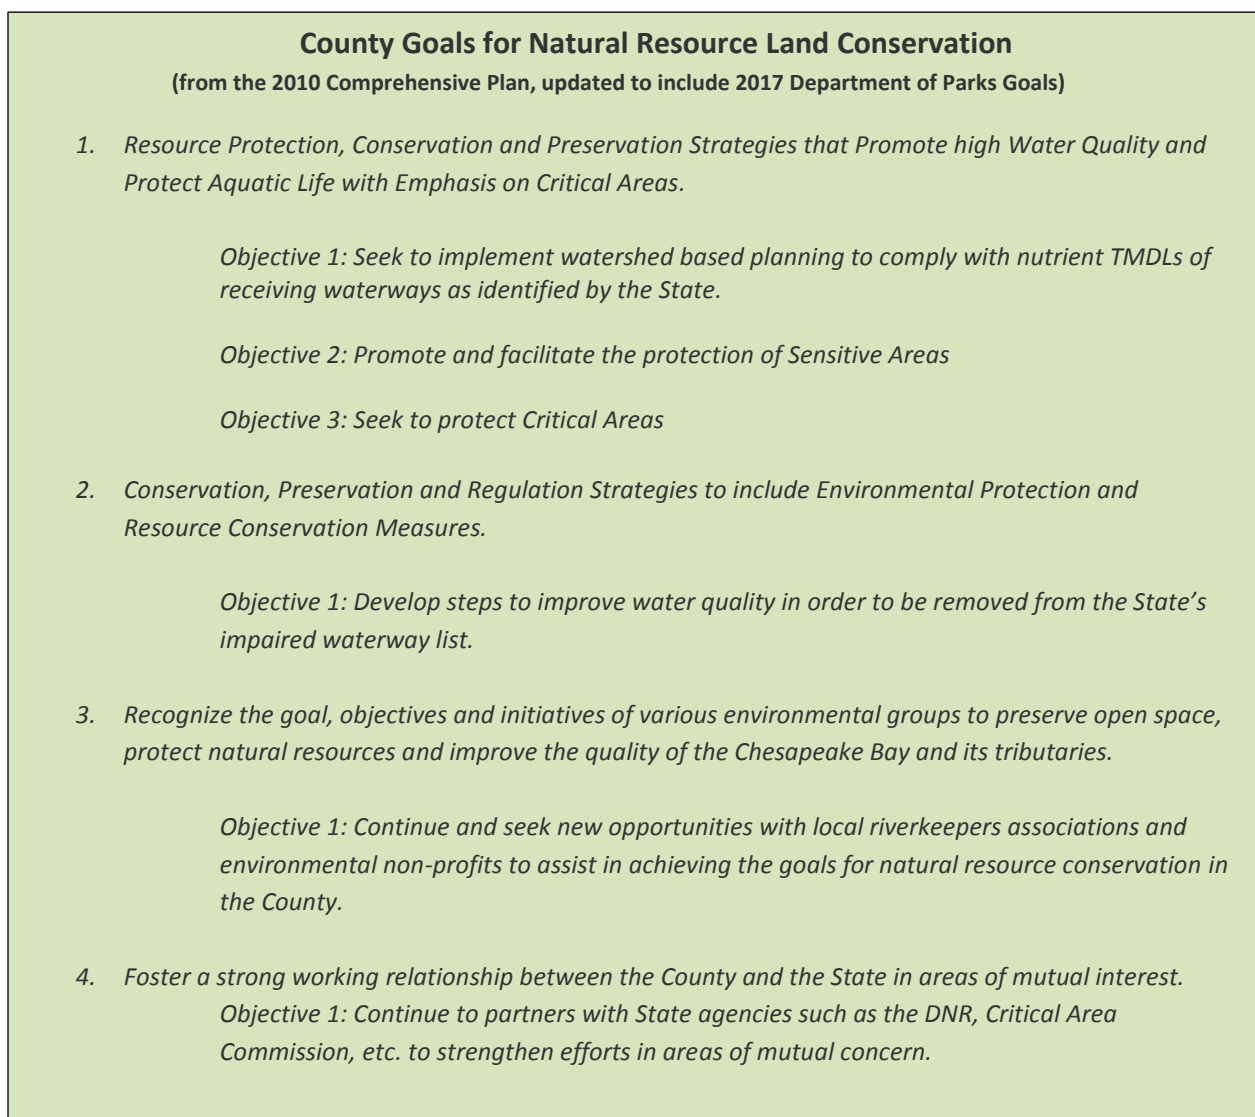 County Goals for Natural Resource Land Conservation
(from the 2010 Comprehensive Plan, updated to include 2017 Department of Parks Goals)
1. Resource Protection, Conservation and Preservation Strategies that Promote high Water Quality and
Protect Aquatic Life with Emphasis on Critical Areas.
Objective 1: Seek to implement watershed based planning to comply with nutrient TMDLs of
receiving waterways as identified by the State.
Objective 2: Promote and facilitate the protection of Sensitive Areas
Objective 3: Seek to protect Critical Areas
2. Conservation, Preservation and Regulation Strategies to include Environmental Protection and
Resource Conservation Measures.
Objective 1: Develop steps to improve water quality in order to be removed from the State’s
impaired waterway list.
3. Recognize the goal, objectives and initiatives of various environmental groups to preserve open space,
protect natural resources and improve the quality of the Chesapeake Bay and its tributaries.
Objective 1: Continue and seek new opportunities with local riverkeepers associations and
environmental non-profits to assist in achieving the goals for natural resource conservation in
the County.
4. Foster a strong working relationship between the County and the State in areas of mutual interest.
Objective 1: Continue to partners with State agencies such as the DNR, Critical Area
Commission, etc. to strengthen efforts in areas of mutual concern.